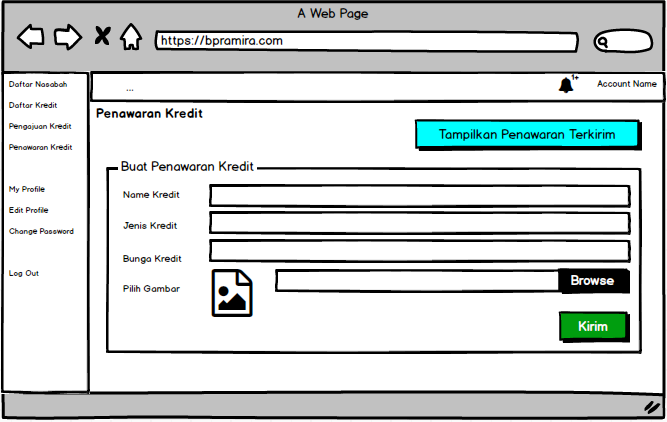 A Web Page
https://bpramira.com
Daftar Nasabah
Daftar Kredit
Pengajuan Kredit
Penawaran Kredit
My Profile
Edit Profile
Change Password
Log Out
...
1+
Account Name
Penawaran Kredit
Tampilkan Penawaran Terkirim
Buat Penawaran Kredit
Name Kredit
Jenis Kredit
Bunga Kredit
Pilih Gambar
Browse
Kirim